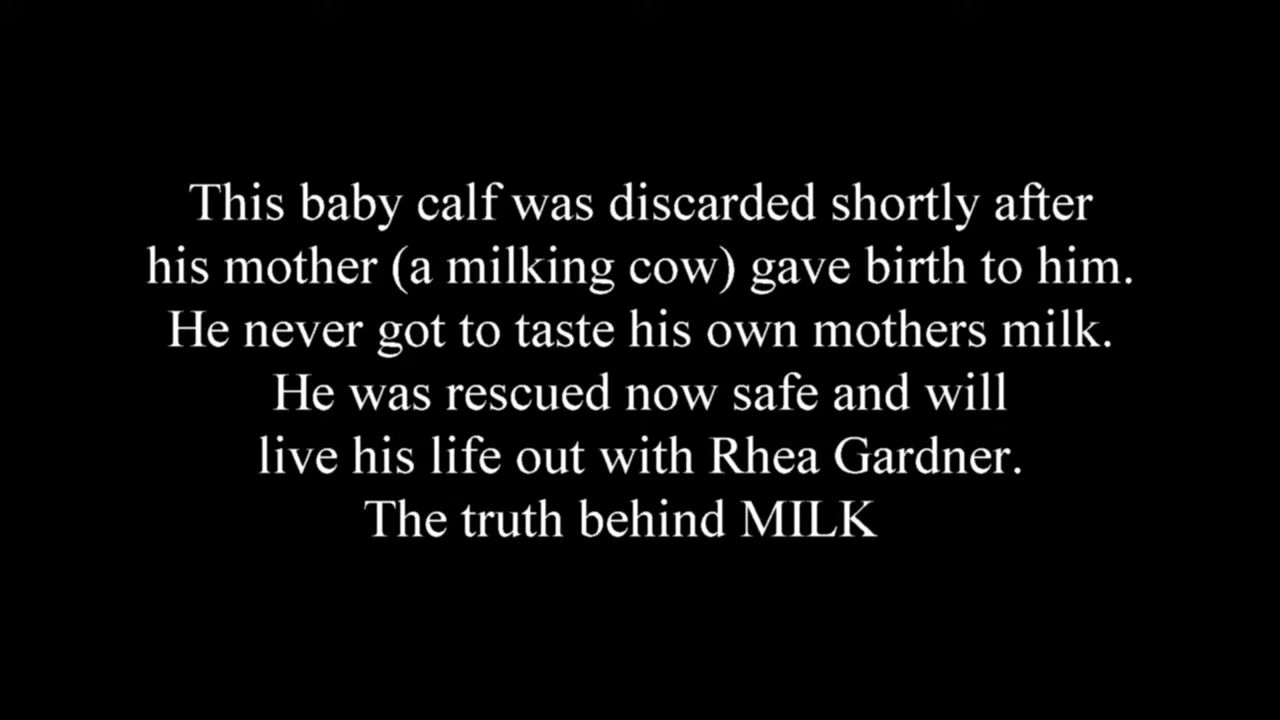 This baby calf was discarded shortly after
his mother (a milking cow) gave birth to him.
He never got to taste his own mothers milk.
He was rescued now safe and will
live his life out with Rhea Gardner.
The truth behind MILK